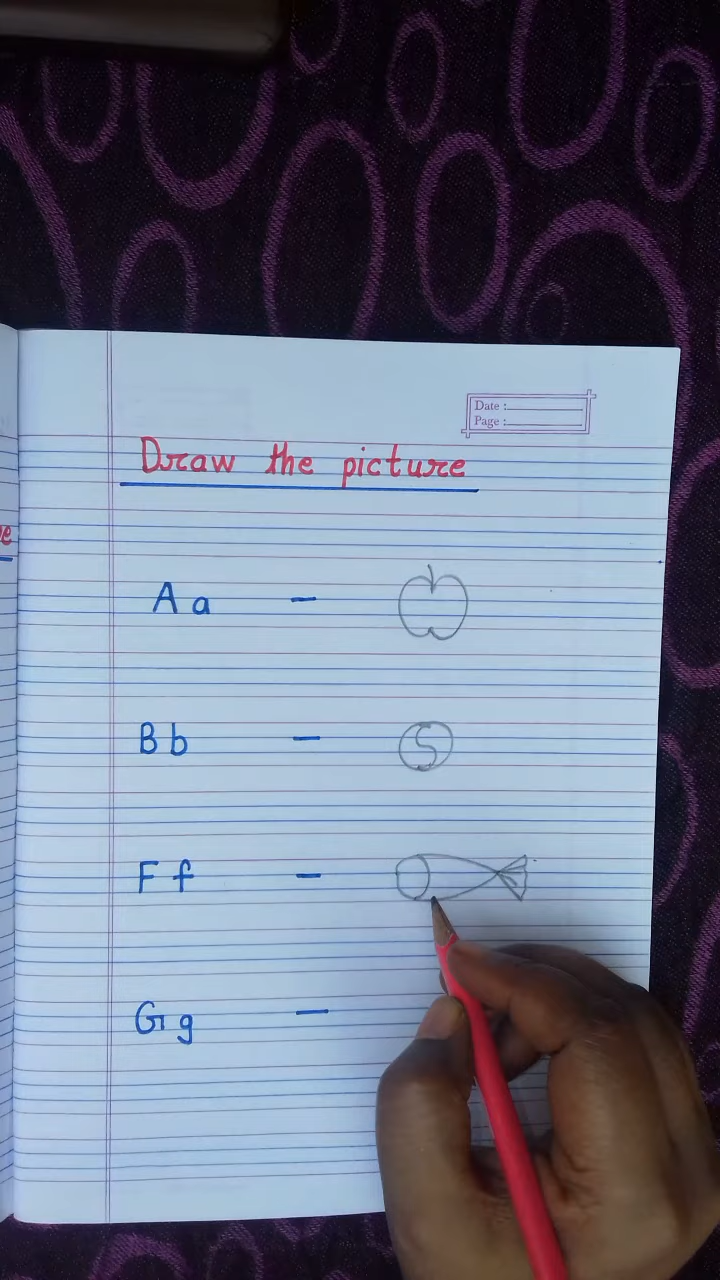 Date :
Page :
Draw the picture
e
A a -
B b - S
F f -
G g -